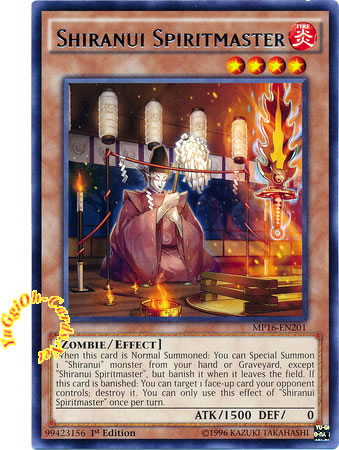 SHIRANUI SPIRITMASTER
FIRE
炎
MP16-EN201
[ZOMBIE/EFFECT]
When this card is Normal Summoned: You can Special Summon
1 "Shiranui" monster from your hand or Graveyard, except
"Shiranui Spiritmaster", but banish it when it leaves the field. If
this card is banished: You can target 1 face-up card your opponent
controls; destroy it. You can only use this effect of "Shiranui
Spiritmaster" once per turn.
ATK/1500 DEF/ 0
99423156 1st Edition ©1996 KAZUKI TAKAHASHI